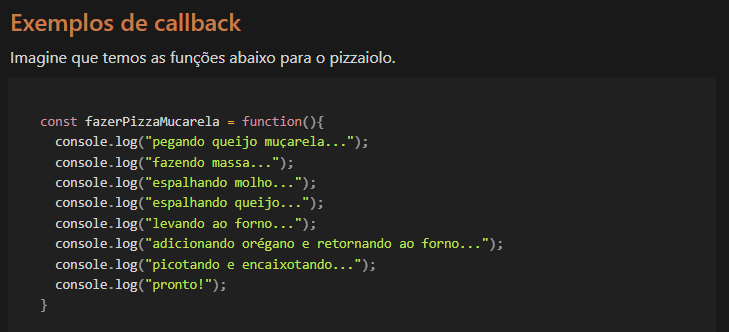 Exemplos de callback
Imagine que temos as funções abaixo para o pizzaiolo.
const fazerPizzaMucarela = function(){
console.log("pegando queijo muçarela...");
console.log("fazendo massa...");
console.log("espalhando molho...");
console.log("espalhando queijo...");
console.log("levando ao forno...");
console.log("adicionando orégano e retornando ao forno...");
console.log("picotando e encaixotando...");
console.log("pronto!");
}